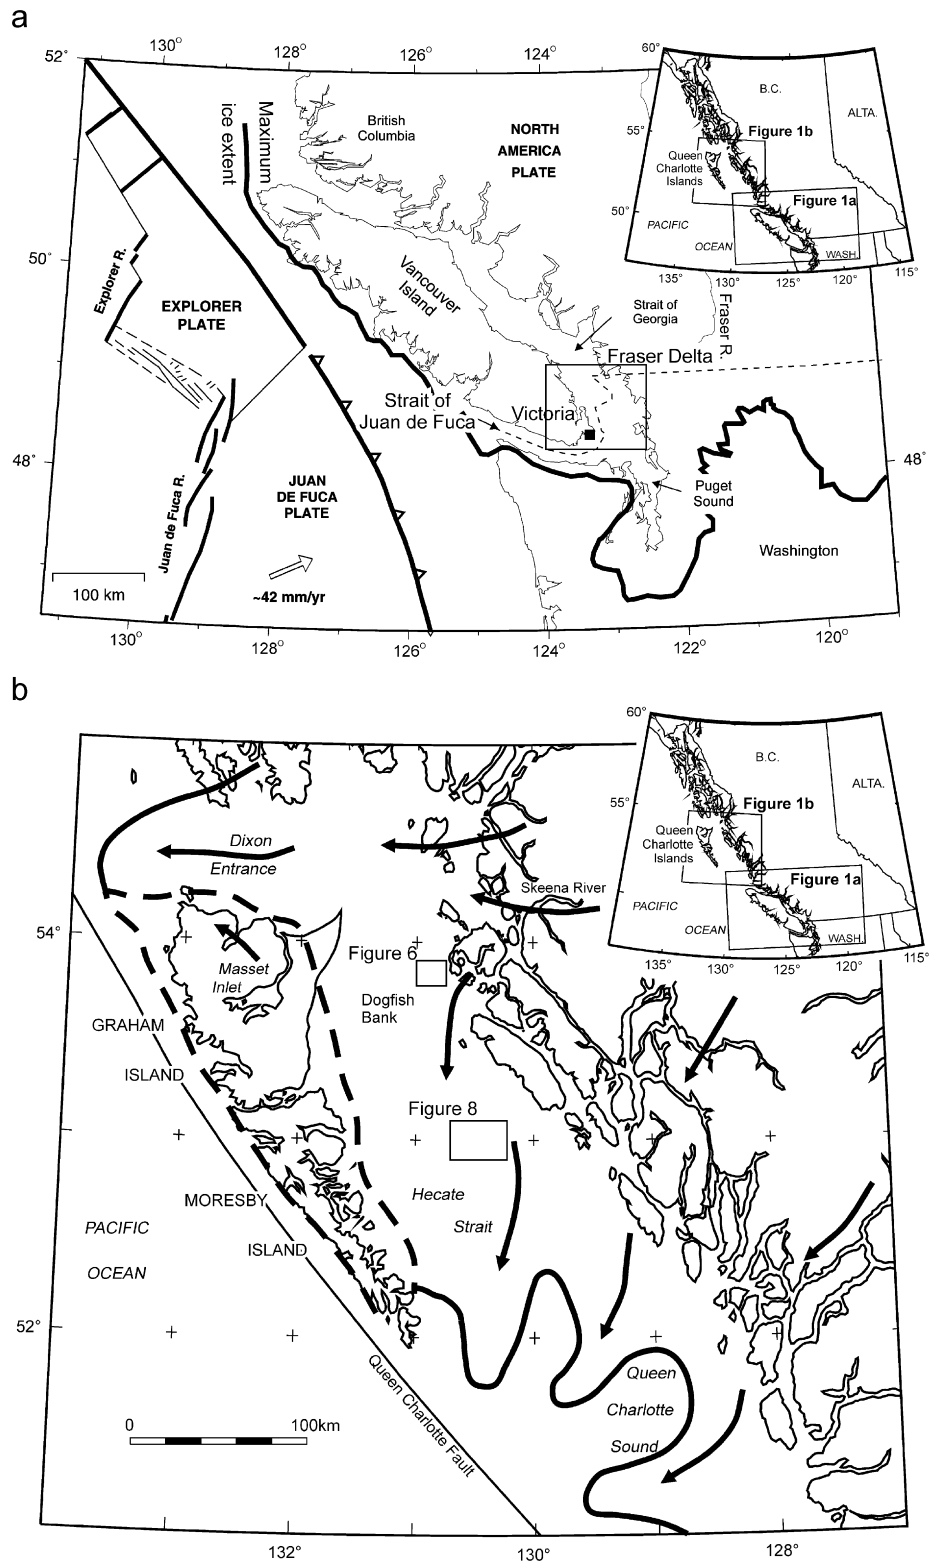 a
130°
128°
126°
124°
52°
50°
48°
48°
Maximum
ice extent
British
Columbia
NORTH
AMERICA
PLATE
Explorer R.
EXPLORER
PLATE
Vancouver
Island
Strait of
Georgia
Fraser R.
Fraser Delta
Strait of
Juan de Fuca
Victoria
Juan de Fuca R.
JUAN
DE FUCA
PLATE
Puget
Sound
Washington
100 km
~42 mm/yr
130°
128°
126°
124°
122°
120°
60°
55°
50°
B.C.
ALTA.
Figure 1b
Queen
Charlotte
Islands
Figure 1a
PACIFIC
OCEAN
WASH.
135°
130°
125°
120°
115°
b
60°
55°
B.C.
ALTA.
Figure 1b
Queen
Charlotte
Islands
Figure 1a
PACIFIC
OCEAN
WASH.
135°
130°
125°
120°
115°
Dixon
Entrance
Skeena River
54°
Figure 6
Masset
Inlet
Dogfish
Bank
GRAHAM
ISLAND
Figure 8
MORESBY
Hecate
Strait
PACIFIC
ISLAND
OCEAN
52°
Queen Charlotte Fault
Queen
Charlotte
Sound
0
100km
132°
130°
128°